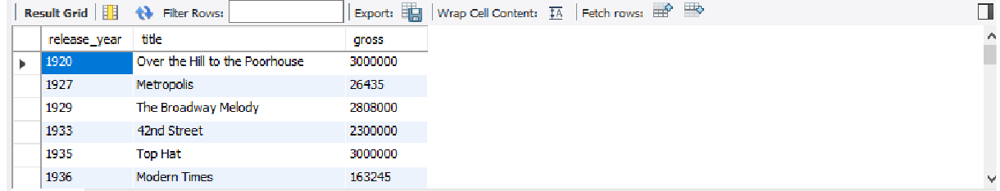 Result Grid Filter Rows: Export: Wrap Cell Content: Fetch rows:
release_year title gross
1920 Over the Hill to the Poorhouse 3000000
1927 Metropolis 26435
1929 The Broadway Melody 2808000
1933 42nd Street 2300000
1935 Top Hat 3000000
1936 Modern Times 163245